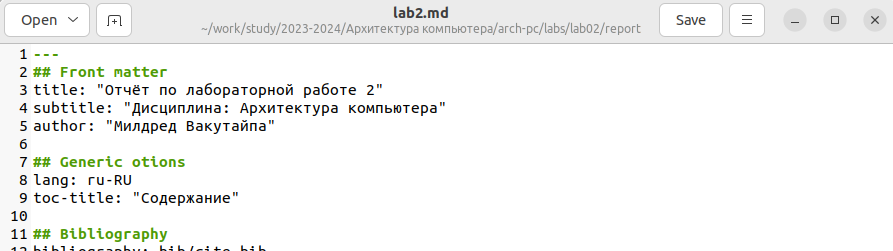 Open
lab2.md
~/work/study/2023-2024/Архитектура компьютера/arch-pc/labs/lab02/report
Save
1 ---
2 ## Front matter
3 title: "Отчёт по лабораторной работе 2"
4 subtitle: "Дисциплина: Архитектура компьютера"
5 author: "Милдред Вакутайпа"
6
7 ## Generic otions
8 lang: ru-RU
9 toc-title: "Содержание"
10
11 ## Bibliography
12 bibliography: bib/cite.bib